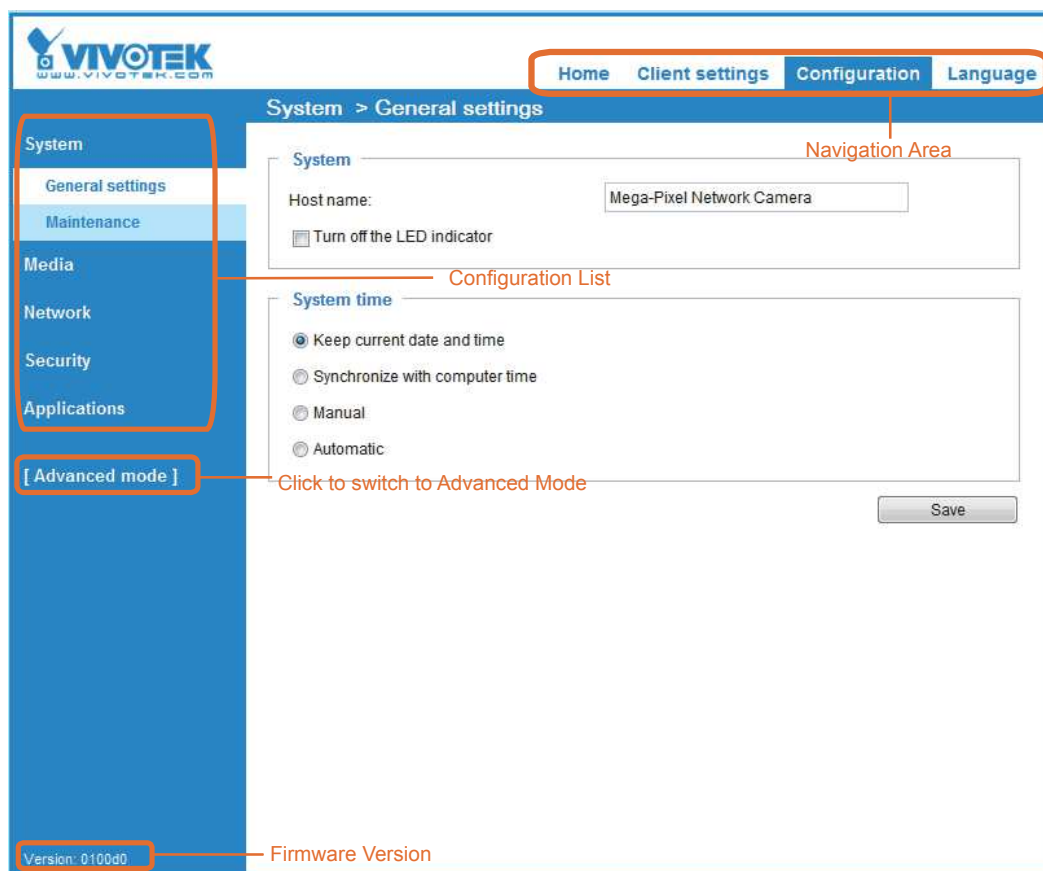 VIVOTEK
www.vivotek.com
Home Client settings Configuration Language
System > General settings
Navigation Area
System
General settings
Maintenance
Media
Network
Security
Applications
[ Advanced mode ]
Configuration List
System
Host name: Mega-Pixel Network Camera
Turn off the LED indicator
System time
Keep current date and time
Synchronize with computer time
Manual
Automatic
Click to switch to Advanced Mode
Save
Version: 0100d0
Firmware Version